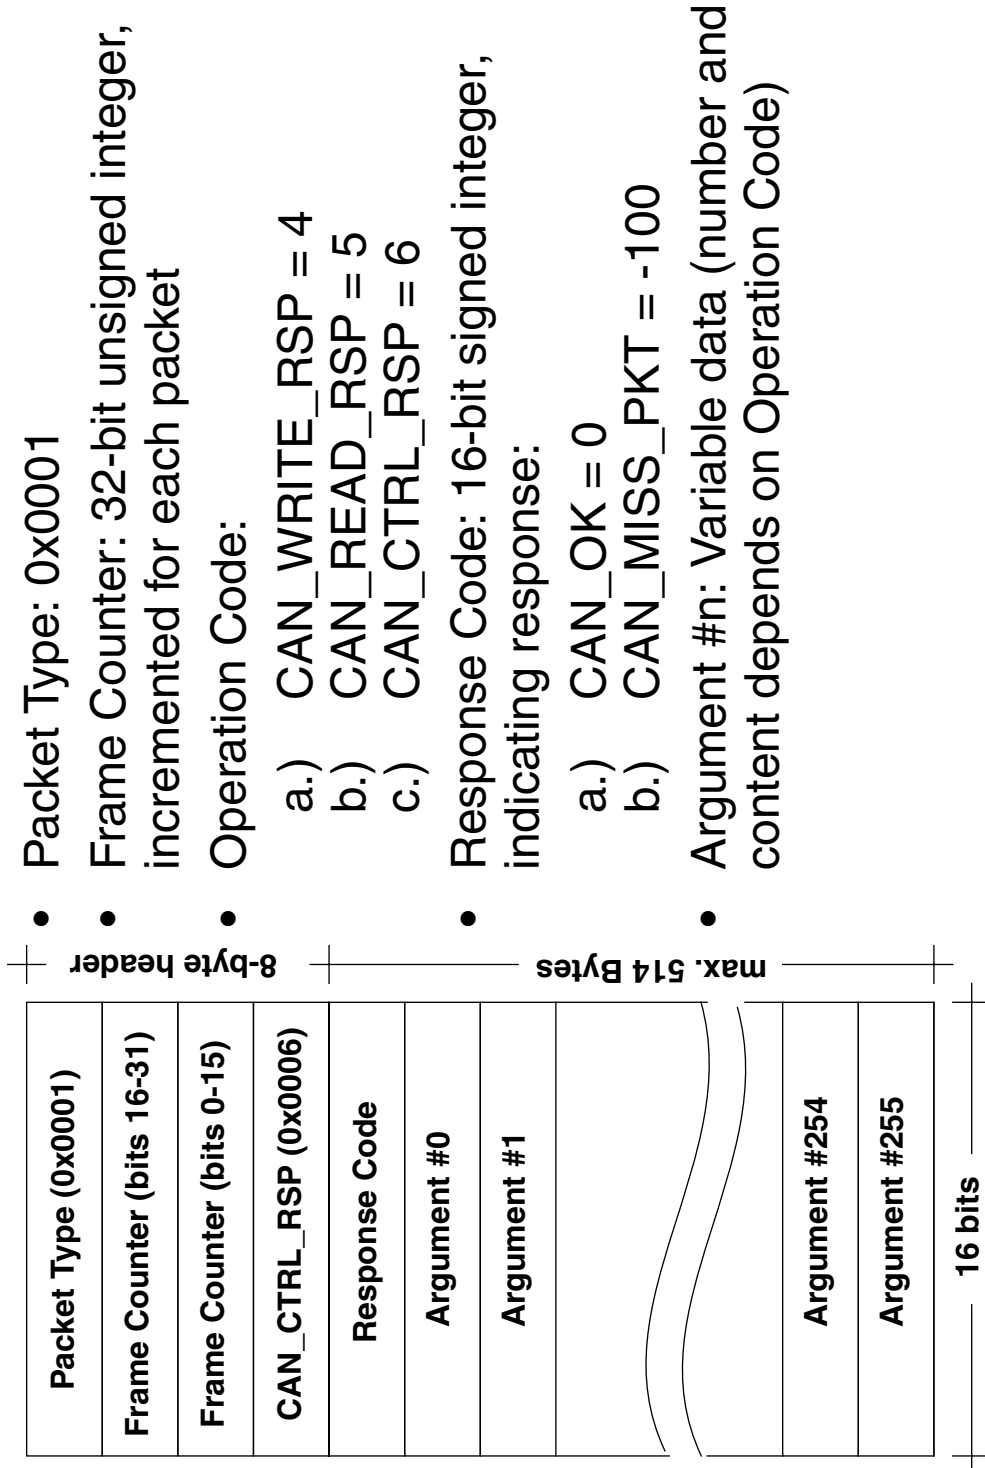 Packet Type (0x0001)
Frame Counter (bits 16-31)
Frame Counter (bits 0-15)
CAN_CTRL_RSP (0x0006)
Response Code
Argument #0
Argument #1
Argument #254
Argument #255
16 bits
8-byte header
max. 514 Bytes
• Packet Type: 0x0001
• Frame Counter: 32-bit unsigned integer,
incremented for each packet
• Operation Code:
a.) CAN_WRITE_RSP = 4
b.) CAN_READ_RSP = 5
c.) CAN_CTRL_RSP = 6
• Response Code: 16-bit signed integer,
indicating response:
a.) CAN_OK = 0
b.) CAN_MISS_PKT = -100
• Argument #n: Variable data (number and
content depends on Operation Code)